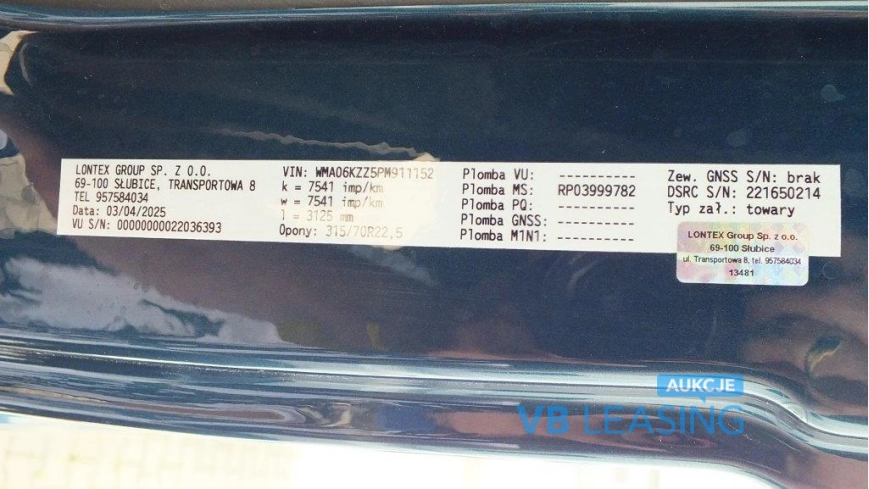 LONTEX GROUP SP. Z O.O.
69-100 SŁUBICE, TRANSPORTOWA 8
TEL 957584034
Data: 03/04/2025
VU S/N: 00000000022036393
VIN: WMA06KZZ5PM911152
k = 7541 imp/km
w = 7541 imp/km
l = 3125 mm
Opony: 315/70R22,5
Plomba VU: ----------
Plomba MS: RP03999782
Plomba PQ: ----------
Plomba GNSS: ----------
Plomba M1N1: ----------
Zew. GNSS S/N: brak
DSRC S/N: 221650214
Typ zał.: towary
LONTEX Group Sp. z o.o.
69-100 Słubice
ul. Transportowa 8, tel. 957584034
13481
AUKCJE
VB LEASING